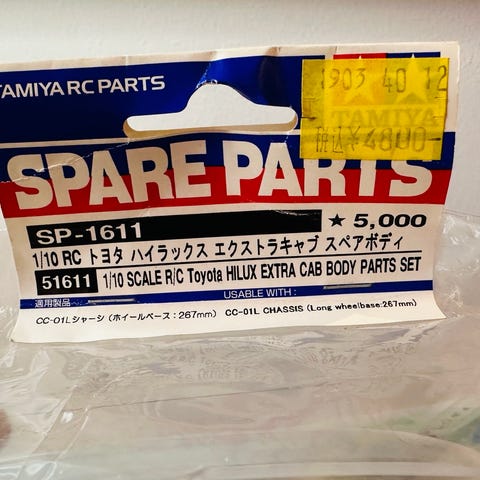 TAMIYA RC PARTS
1903 40 12
TAMIYA
税込¥4800
SPARE PARTS
SP-1611
★ 5,000
1/10 RC トヨタ ハイラックス エクストラキャブ スペアボディ
51611 1/10 SCALE R/C Toyota HILUX EXTRA CAB BODY PARTS SET
適用製品 USABLE WITH :
CC-01Lシャーシ (ホイールベース:267mm) CC-01L CHASSIS (Long wheelbase:267mm)